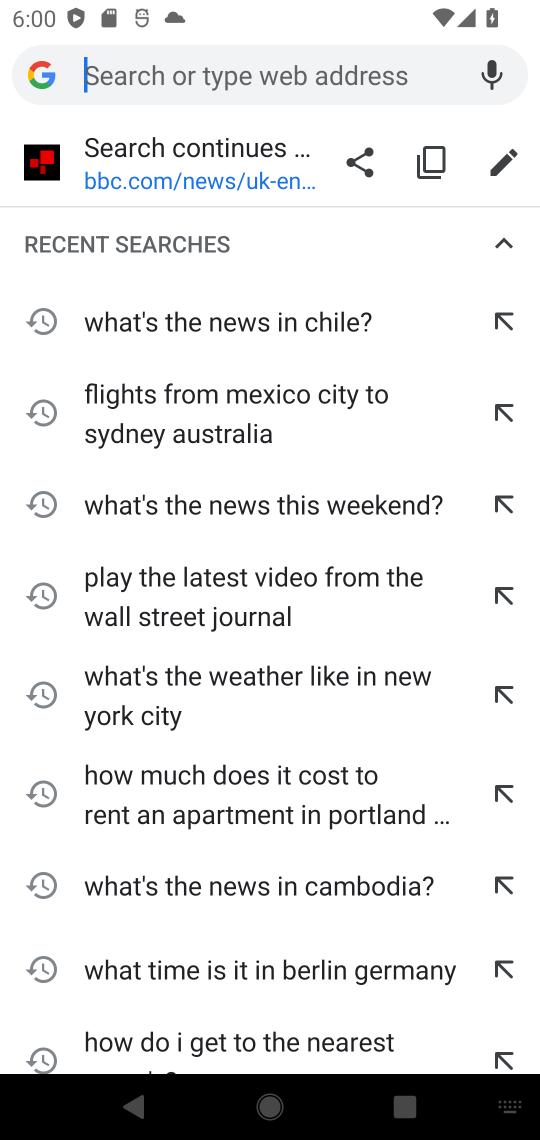 6:00
Search or type web address
Search continues ...
bbc.com/news/uk-en...
RECENT SEARCHES
what's the news in chile?
flights from mexico city to
sydney australia
what's the news this weekend?
play the latest video from the
wall street journal
what's the weather like in new
york city
how much does it cost to
rent an apartment in portland ...
what's the news in cambodia?
what time is it in berlin germany
how do i get to the nearest